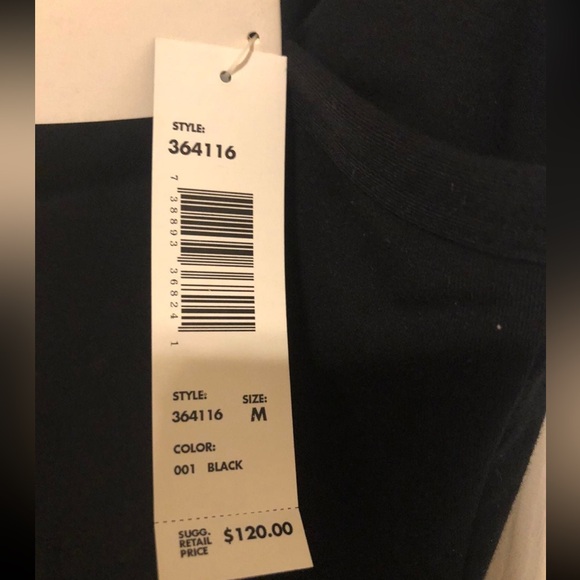 STYLE:
364116
7 38893 36824 1
STYLE: SIZE:
364116 M
COLOR:
001 BLACK
SUGG.
RETAIL $120.00
PRICE